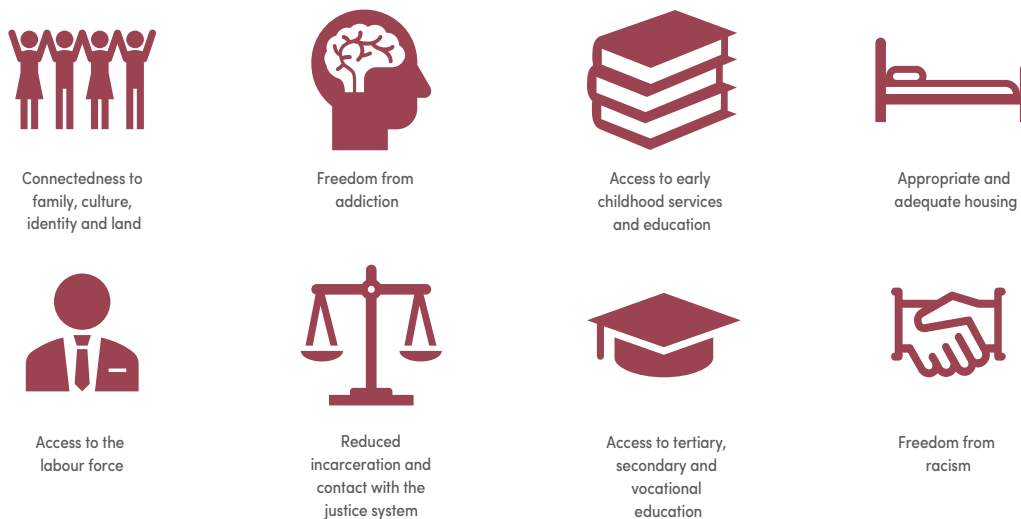 Connectedness to
family, culture,
identity and land
Freedom from
addiction
Access to early
childhood services
and education
Appropriate and
adequate housing
Access to the
labour force
Reduced
incarceration and
contact with the
justice system
Access to tertiary,
secondary and
vocational
education
Freedom from
racism